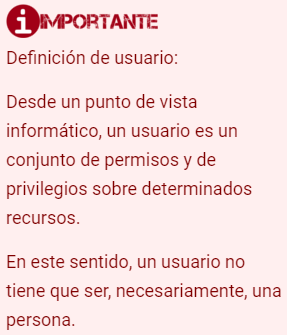 IMPORTANTE
Definición de usuario:
Desde un punto de vista
informático, un usuario es un
conjunto de permisos y de
privilegios sobre determinados
recursos.
En este sentido, un usuario no
tiene que ser, necesariamente, una
persona.